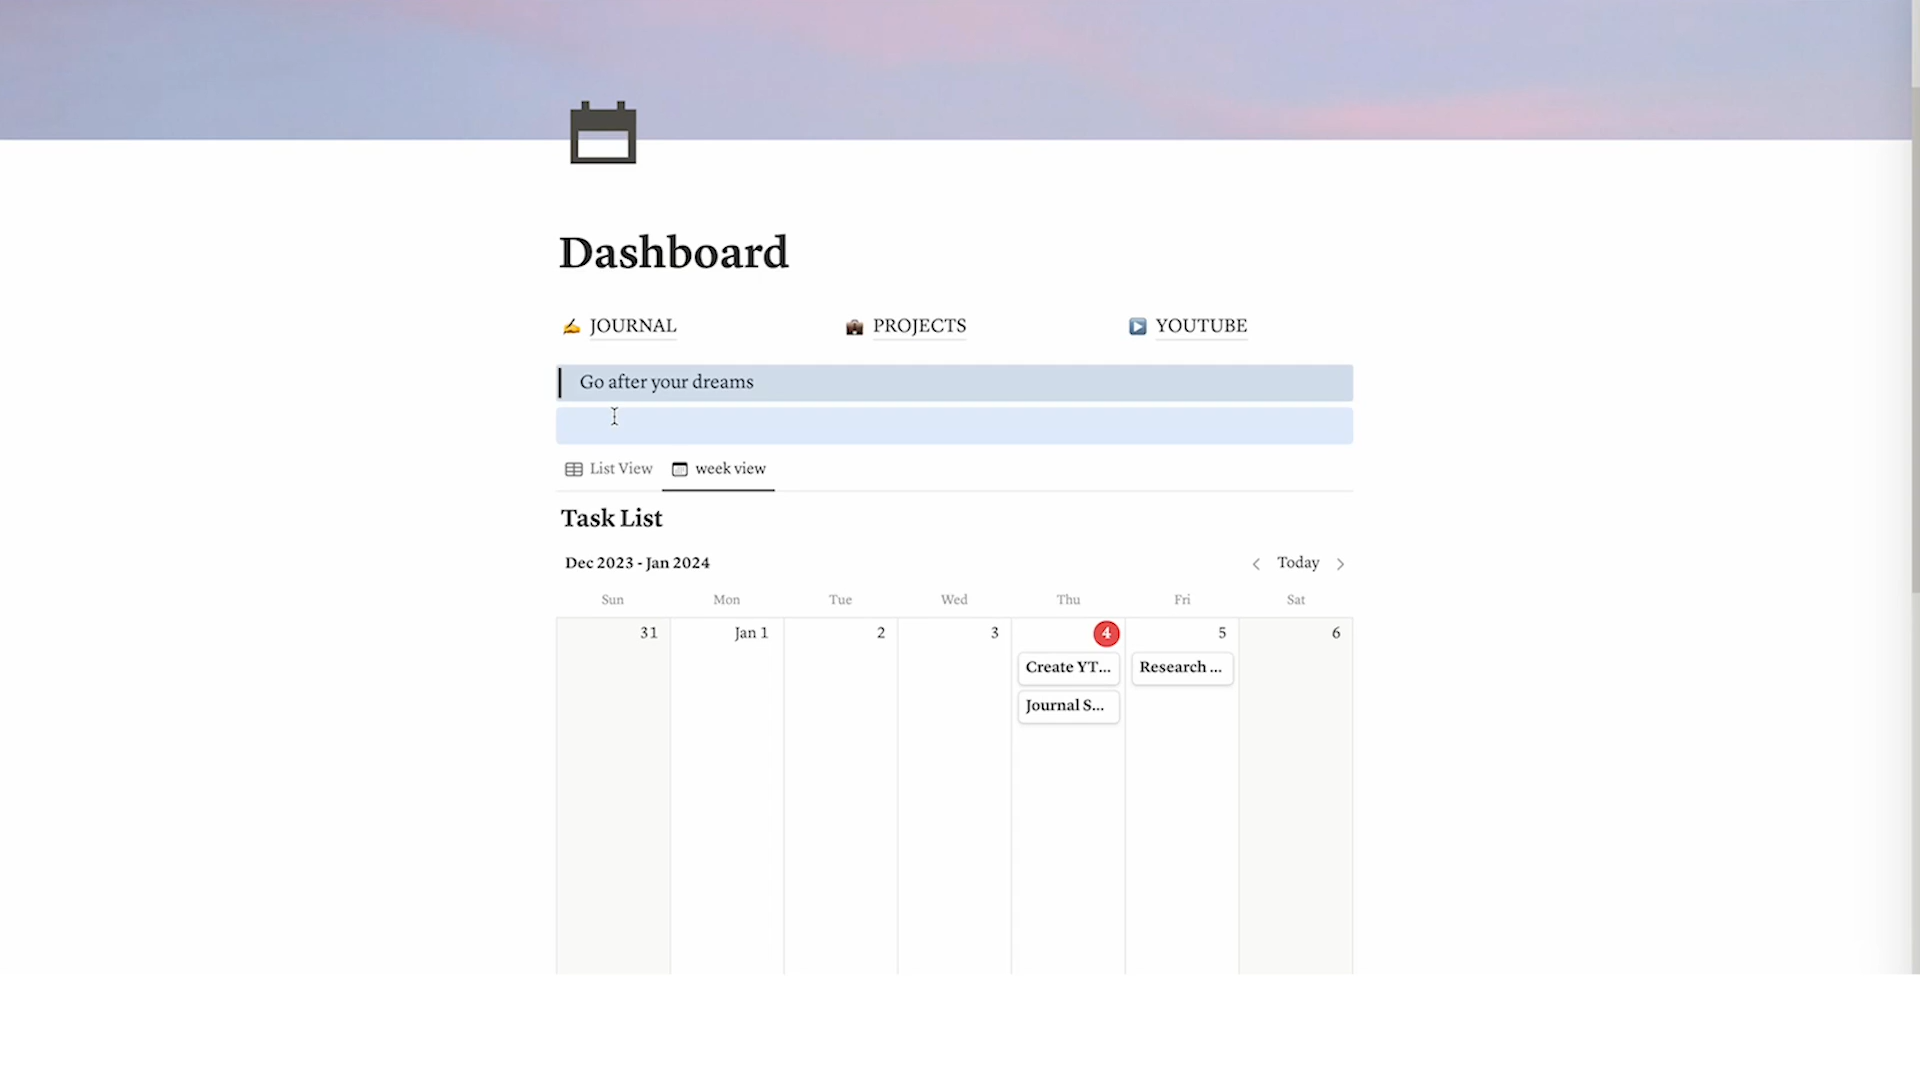 Dashboard
JOURNAL
PROJECTS
YOUTUBE
Go after your dreams
List View
week view
Task List
Dec 2023 - Jan 2024
Today
Sun Mon Tue Wed Thu Fri Sat
31 Jan 1 2 3 4 5 6
Create YT... Research ...
Journal S...